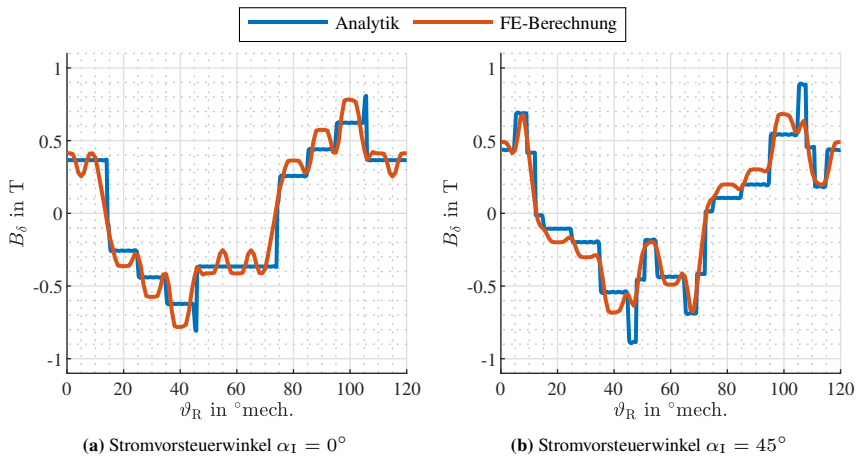 Analytik FE-Berechnung
1
0.5
0
-0.5
-1
B_δ in T
0 20 40 60 80 100 120
ϑ_R in °mech.
(a) Stromvorsteuerwinkel α_I = 0°
1
0.5
0
-0.5
-1
B_δ in T
0 20 40 60 80 100 120
ϑ_R in °mech.
(b) Stromvorsteuerwinkel α_I = 45°